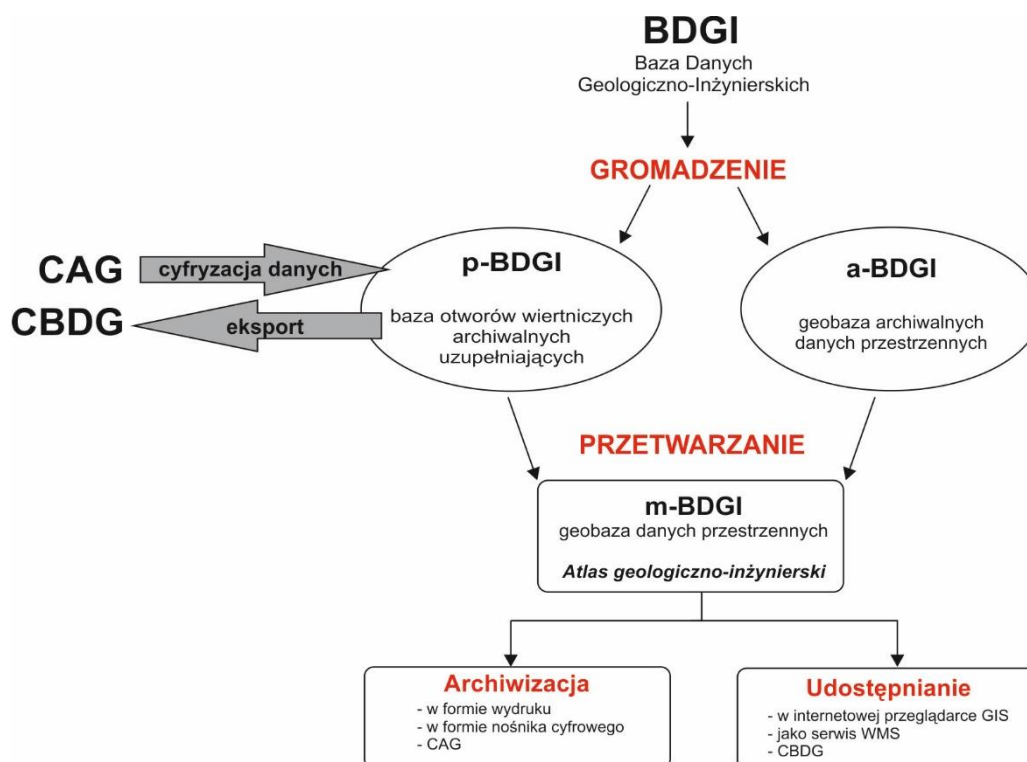 BDGI
Baza Danych
Geologiczno-Inżynierskich
GROMADZENIE
CAG
cyfryzacja danych
CBDG
eksport
p-BDGI
baza otworów wiertniczych
archiwalnych
uzupełniających
a-BDGI
geobaza archiwalnych
danych przestrzennych
PRZETWARZANIE
m-BDGI
geobaza danych przestrzennych
Atlas geologiczno-inżynierski
Archiwizacja
- w formie wydruku
- w formie nośnika cyfrowego
- CAG
Udostępnianie
- w internetowej przeglądarce GIS
- jako serwis WMS
- CBDG